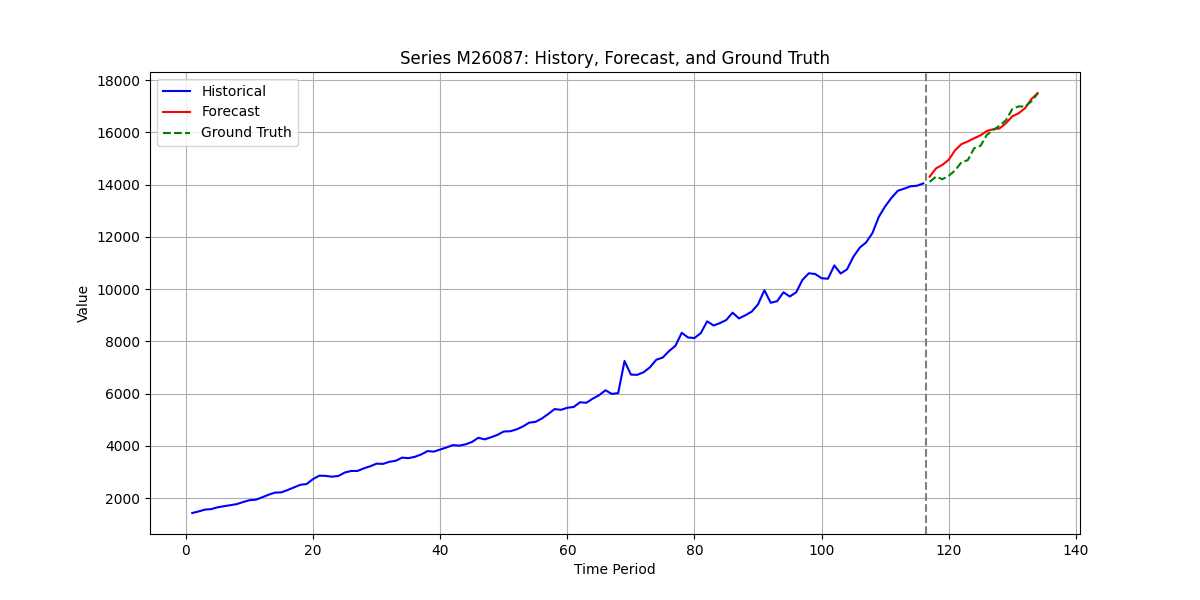 Series M26087: History, Forecast, and Ground Truth
18000
16000
14000
12000
10000
8000
6000
4000
2000
Value
Historical
Forecast
Ground Truth
0 20 40 60 80 100 120 140
Time Period